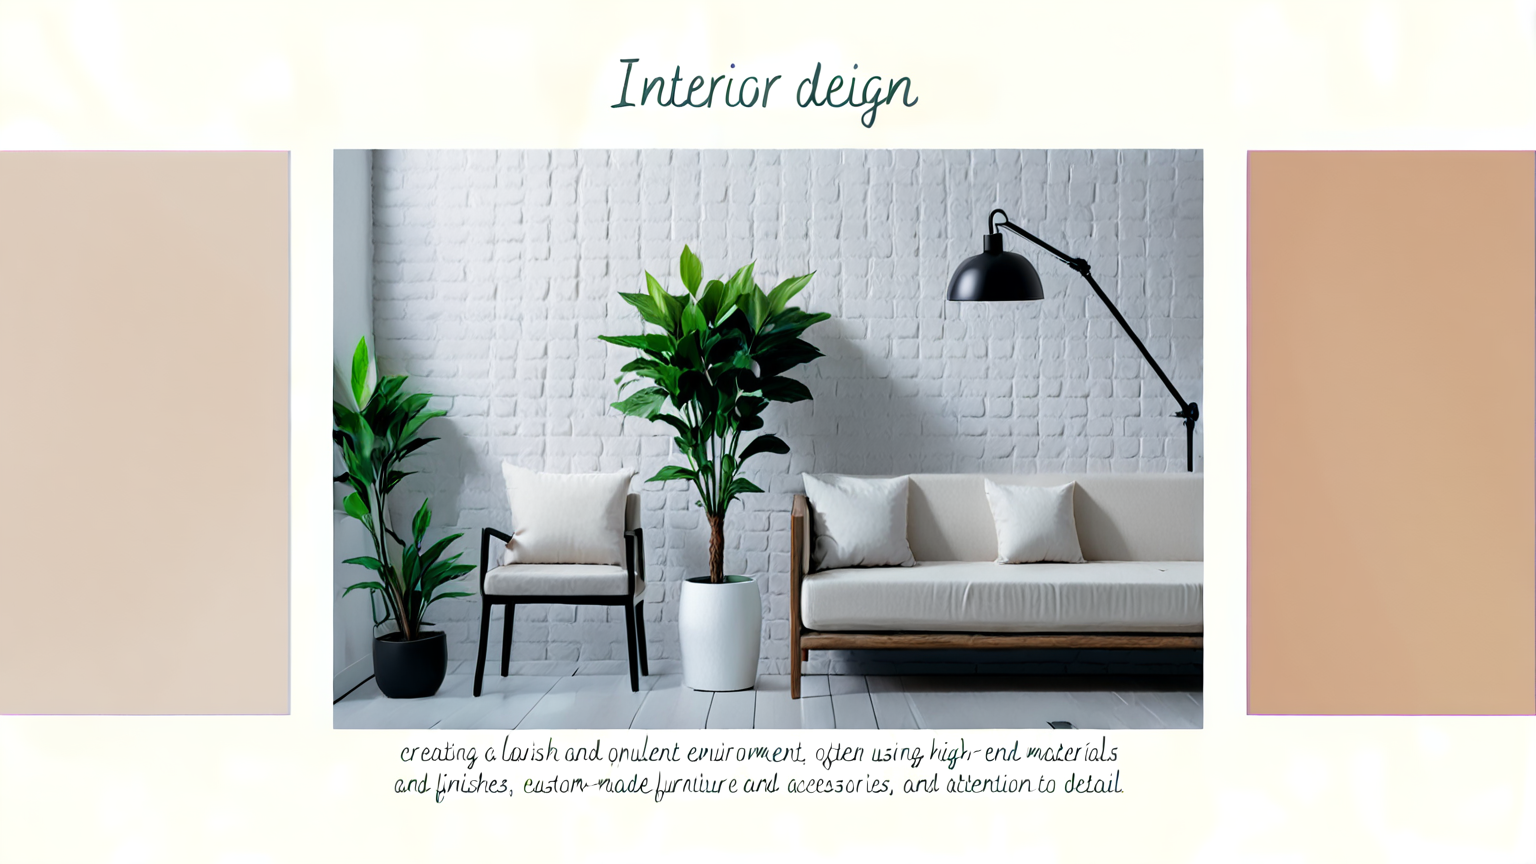 Interior deign
creating a lavish and opulent environment, often using high-end materials
and finishes, custom-made furniture and accessories, and attention to detail.